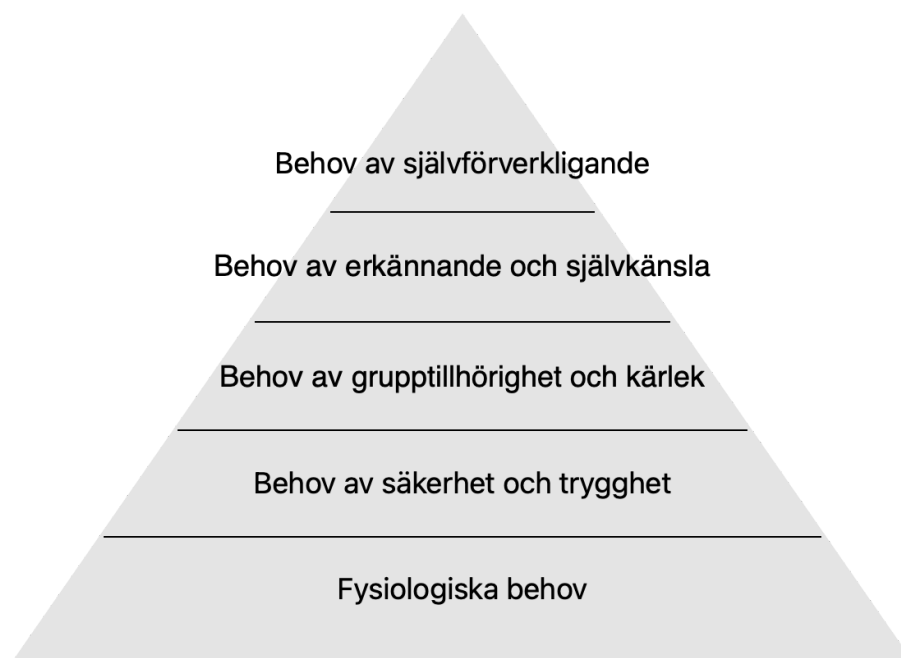 Behov av självförverkligande
Behov av erkännande och självkänsla
Behov av grupptillhörighet och kärlek
Behov av säkerhet och trygghet
Fysiologiska behov